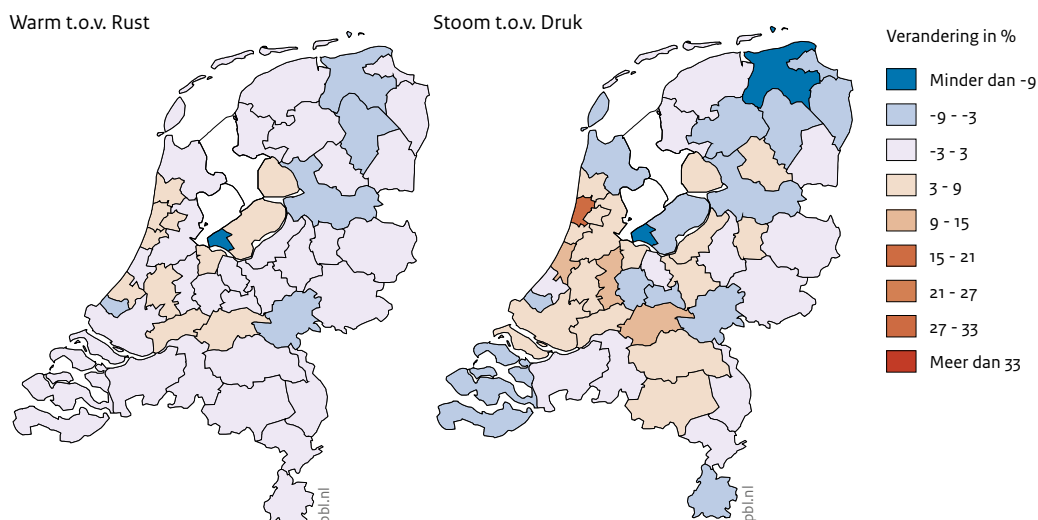 Warm t.o.v. Rust
Stoom t.o.v. Druk
Verandering in %
Minder dan -9
-9 - -3
-3 - 3
3 - 9
9 - 15
15 - 21
21 - 27
27 - 33
Meer dan 33
pbl.nl
pbl.nl